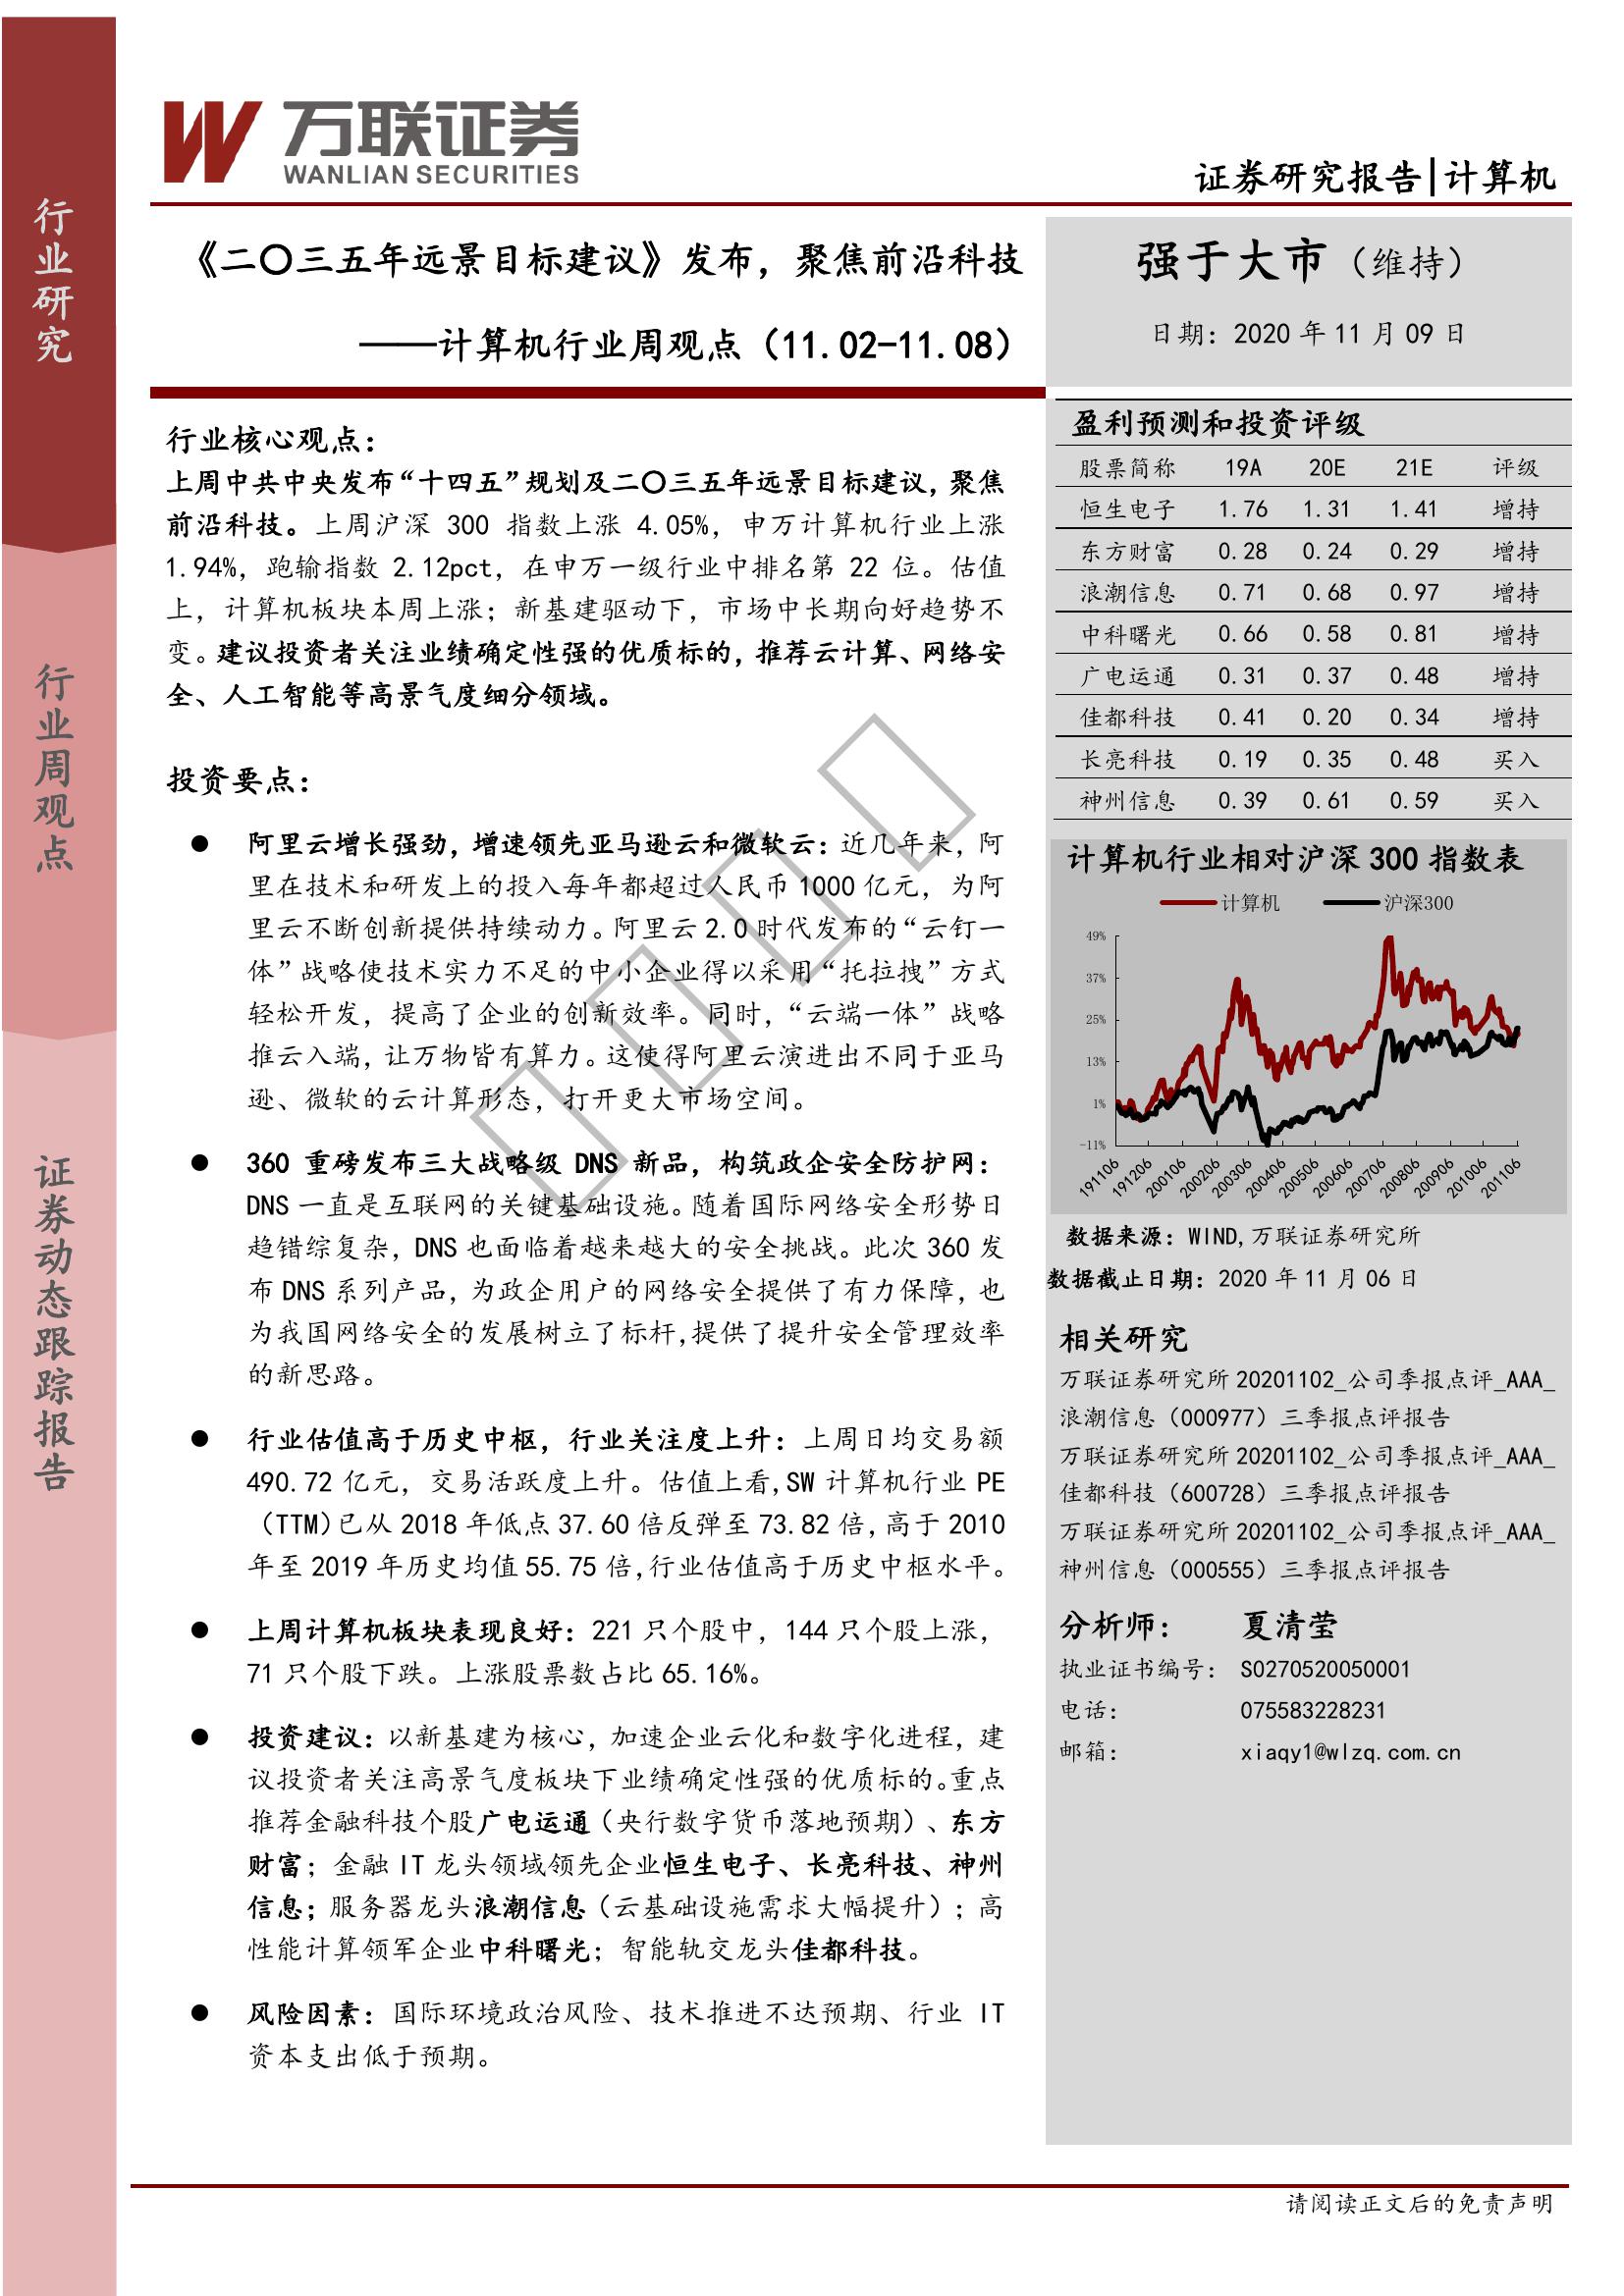 行业研究
行业周观点
证券动态跟踪报告
万联证券
WANLIAN SECURITIES
证券研究报告|计算机
《二〇三五年远景目标建议》发布，聚焦前沿科技
——计算机行业周观点（11.02-11.08）
强于大市（维持）
日期：2020 年 11 月 09 日
行业核心观点：
上周中共中央发布“十四五”规划及二〇三五年远景目标建议，聚焦
前沿科技。上周沪深 300 指数上涨 4.05%，申万计算机行业上涨
1.94%，跑输指数 2.12pct，在申万一级行业中排名第 22 位。估值
上，计算机板块本周上涨；新基建驱动下，市场中长期向好趋势不
变。建议投资者关注业绩确定性强的优质标的，推荐云计算、网络安
全、人工智能等高景气度细分领域。
投资要点：
● 阿里云增长强劲，增速领先亚马逊云和微软云：近几年来，阿
里在技术和研发上的投入每年都超过人民币 1000 亿元，为阿
里云不断创新提供持续动力。阿里云 2.0 时代发布的“云钉一
体”战略使技术实力不足的中小企业得以采用“托拉拽”方式
轻松开发，提高了企业的创新效率。同时，“云端一体”战略
推云入端，让万物皆有算力。这使得阿里云演进出不同于亚马
逊、微软的云计算形态，打开更大市场空间。
● 360 重磅发布三大战略级 DNS 新品，构筑政企安全防护网：
DNS 一直是互联网的关键基础设施。随着国际网络安全形势日
趋错综复杂，DNS 也面临着越来越大的安全挑战。此次 360 发
布 DNS 系列产品，为政企用户的网络安全提供了有力保障，也
为我国网络安全的发展树立了标杆，提供了提升安全管理效率
的新思路。
● 行业估值高于历史中枢，行业关注度上升：上周日均交易额
490.72 亿元，交易活跃度上升。估值上看，SW 计算机行业 PE
（TTM）已从 2018 年低点 37.60 倍反弹至 73.82 倍，高于 2010
年至 2019 年历史均值 55.75 倍，行业估值高于历史中枢水平。
● 上周计算机板块表现良好：221 只个股中，144 只个股上涨，
71 只个股下跌。上涨股票数占比 65.16%。
● 投资建议：以新基建为核心，加速企业云化和数字化进程，建
议投资者关注高景气度板块下业绩确定性强的优质标的。重点
推荐金融科技个股广电运通（央行数字货币落地预期）、东方
财富；金融 IT 龙头领域领先企业恒生电子、长亮科技、神州
信息；服务器龙头浪潮信息（云基础设施需求大幅提升）；高
性能计算领军企业中科曙光；智能轨交龙头佳都科技。
● 风险因素：国际环境政治风险、技术推进不达预期、行业 IT
资本支出低于预期。
盈利预测和投资评级
股票简称 19A 20E 21E 评级
恒生电子 1.76 1.31 1.41 增持
东方财富 0.28 0.24 0.29 增持
浪潮信息 0.71 0.68 0.97 增持
中科曙光 0.66 0.58 0.81 增持
广电运通 0.31 0.37 0.48 增持
佳都科技 0.41 0.20 0.34 增持
长亮科技 0.19 0.35 0.48 买入
神州信息 0.39 0.61 0.59 买入
计算机行业相对沪深 300 指数表
计算机 沪深300
49%
37%
25%
13%
1%
-11%
191106 191206 200106 200206 200306 200406 200506 200606 200706 200806 200906 201006 201106
数据来源：WIND，万联证券研究所
数据截止日期：2020 年 11 月 06 日
相关研究
万联证券研究所 20201102_公司季报点评_AAA_
浪潮信息（000977）三季报点评报告
万联证券研究所 20201102_公司季报点评_AAA_
佳都科技（600728）三季报点评报告
万联证券研究所 20201102_公司季报点评_AAA_
神州信息（000555）三季报点评报告
分析师： 夏清莹
执业证书编号： S0270520050001
电话： 075583228231
邮箱： xiaqy1@wlzq.com.cn
请阅读正文后的免责声明